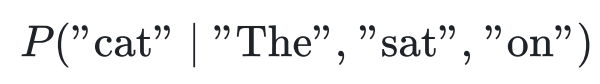 P(”cat” | ”The”, ”sat”, ”on”)